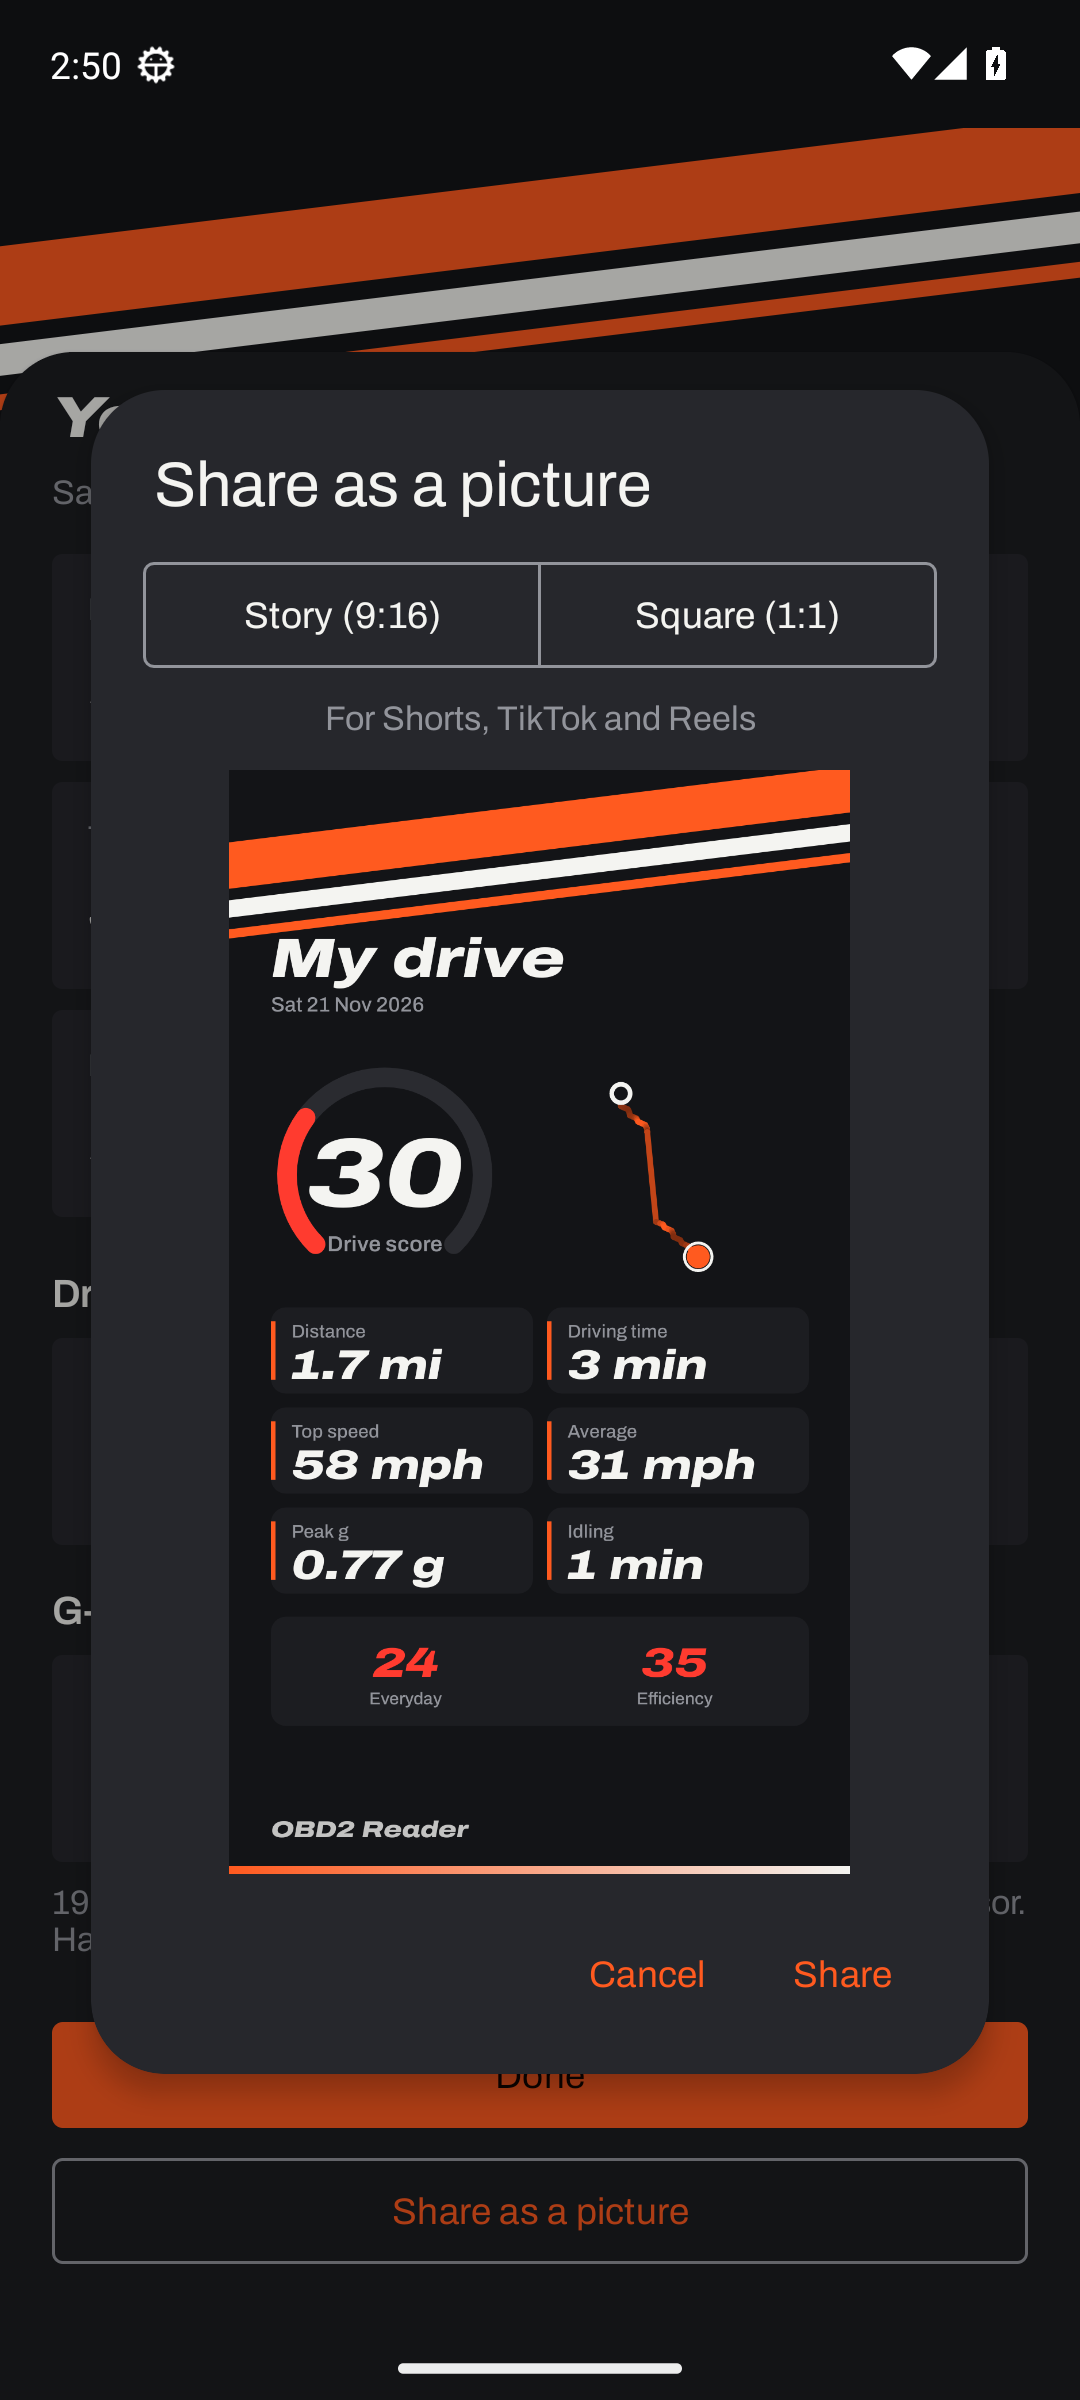 2:50
Share as a picture
Story (9:16)
Square (1:1)
For Shorts, TikTok and Reels
My drive
Sat 21 Nov 2026
30
Drive score
Distance
1.7 mi
Driving time
3 min
Top speed
58 mph
Average
31 mph
Peak g
0.77 g
Idling
1 min
24
Everyday
35
Efficiency
OBD2 Reader
Cancel
Share
Done
Share as a picture